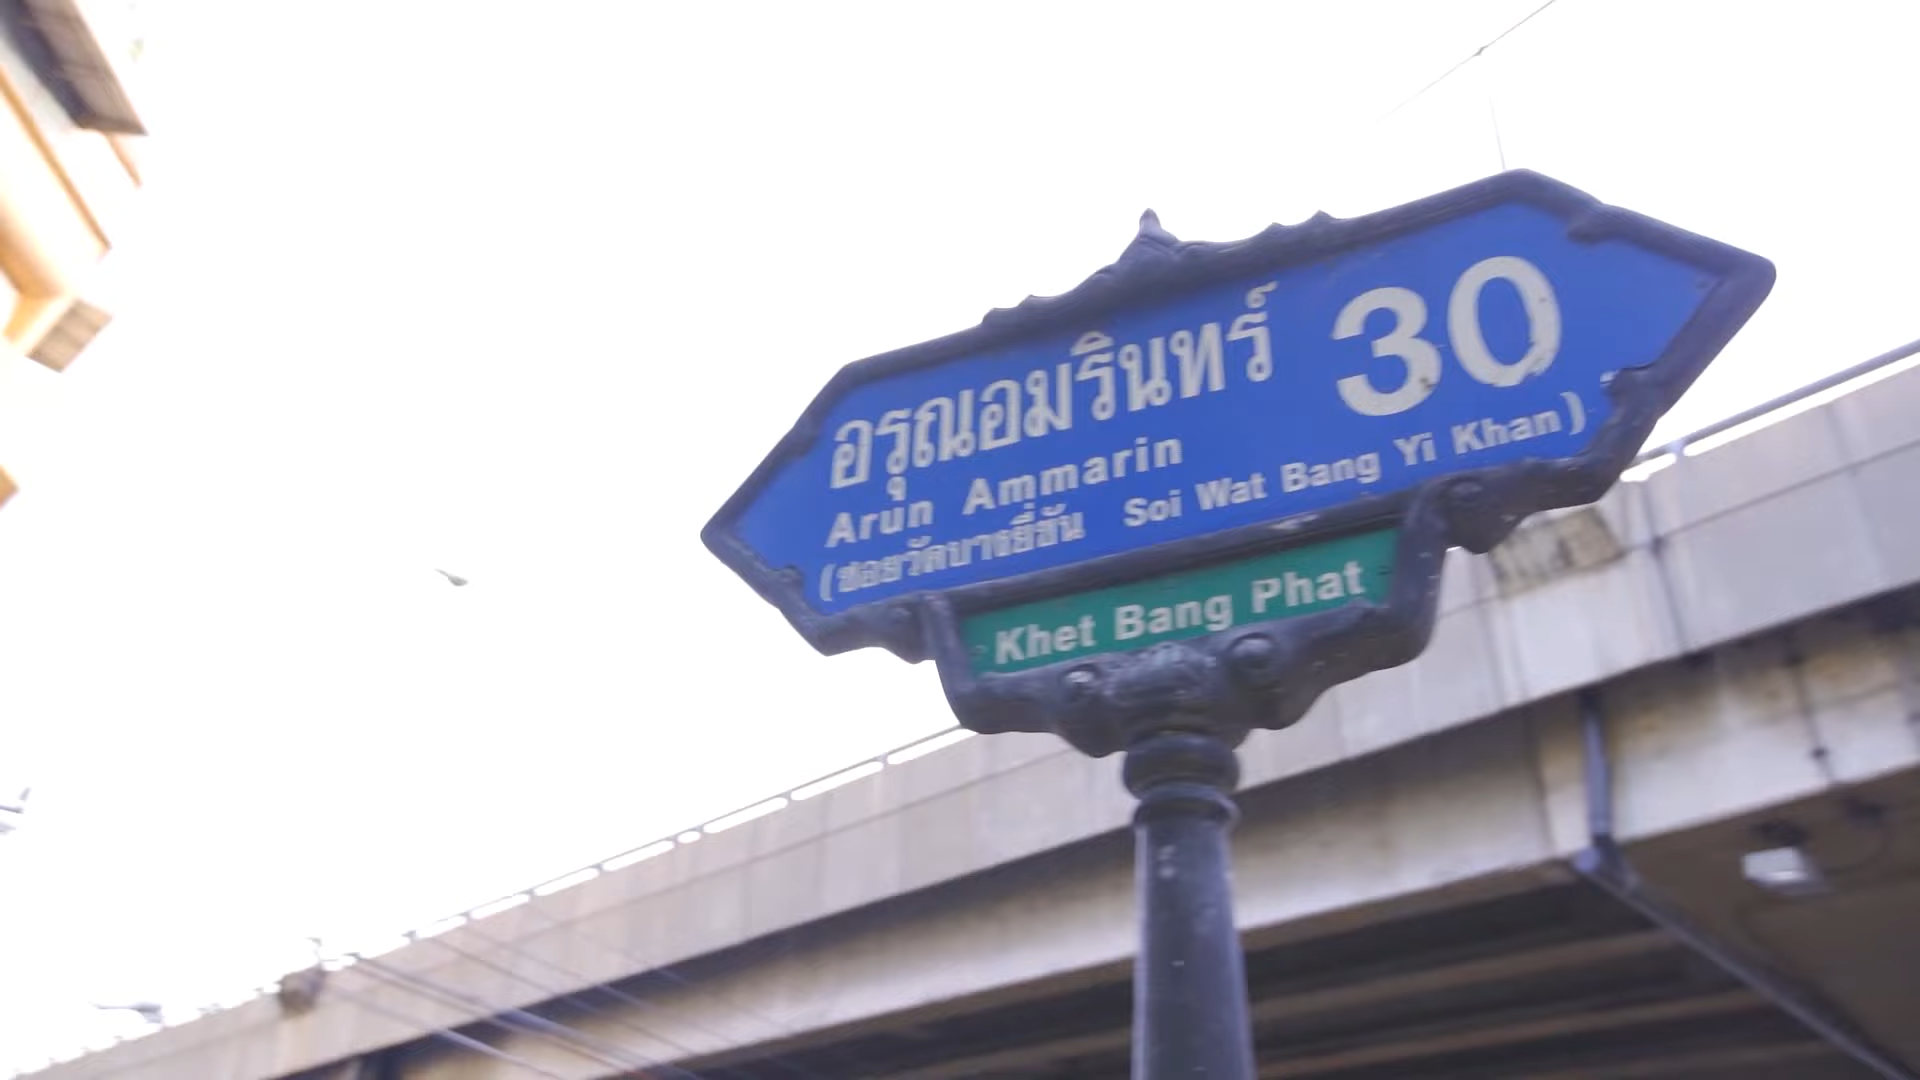 อรุณอมรินทร์ 30
Arun Ammarin
(ซอยวัดบางยี่ขัน Soi Wat Bang Yi Khan)
Khet Bang Phat